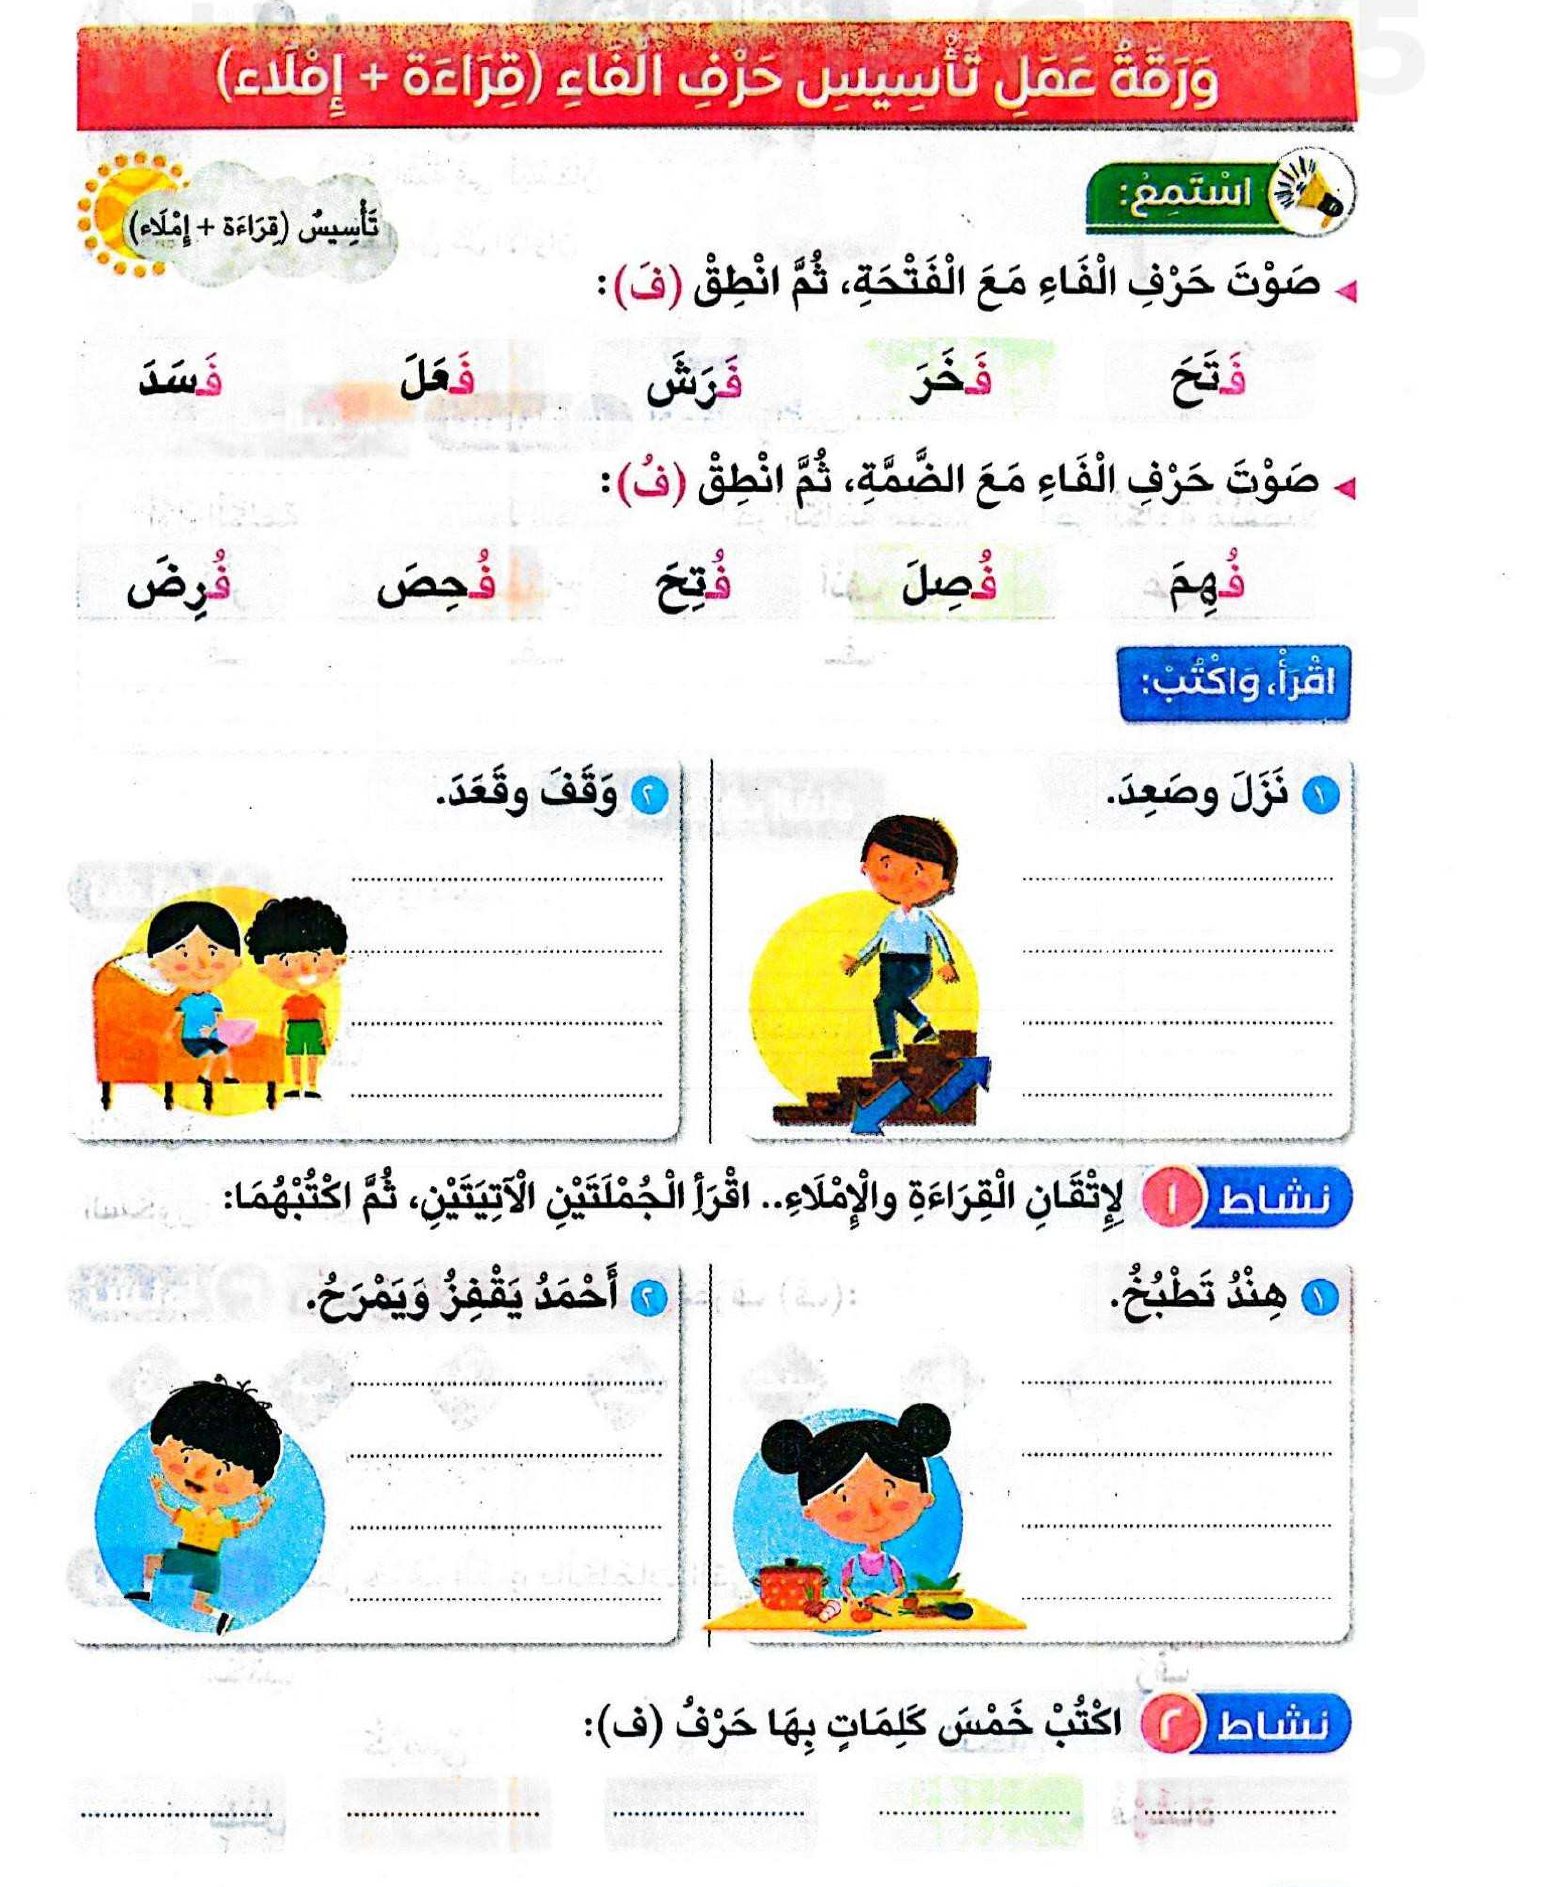 وَرَقَةُ عَمَلِ تَأْسِيسِ حَرْفِ الْفَاءِ (قِرَاءَة + إِمْلَاء)
اسْتَمِعْ:
تَأْسِيسٌ (قِرَاءَة + إِمْلَاء)
صَوْتَ حَرْفِ الْفَاءِ مَعَ الْفَتْحَةِ، ثُمَّ انْطِقْ (فَ):
فَتَحَ فَخَرَ فَرَشَ فَعَلَ فَسَدَ
صَوْتَ حَرْفِ الْفَاءِ مَعَ الضَّمَّةِ، ثُمَّ انْطِقْ (فُ):
فُهِمَ فُصِلَ فُتِحَ فُحِصَ فُرِضَ
اقْرَأْ، وَاكْتُبْ:
١ نَزَلَ وصَعِدَ.
٢ وَقَفَ وقَعَدَ.
نشاط ١ لِإِتْقَانِ الْقِرَاءَةِ والْإِمْلَاءِ.. اقْرَأِ الْجُمْلَتَيْنِ الْآتِيَتَيْنِ، ثُمَّ اكْتُبْهُمَا:
١ هِنْدُ تَطْبُخُ.
٢ أَحْمَدُ يَقْفِزُ وَيَمْرَحُ.
نشاط ٢ اكْتُبْ خَمْسَ كَلِمَاتٍ بِهَا حَرْفُ (ف):